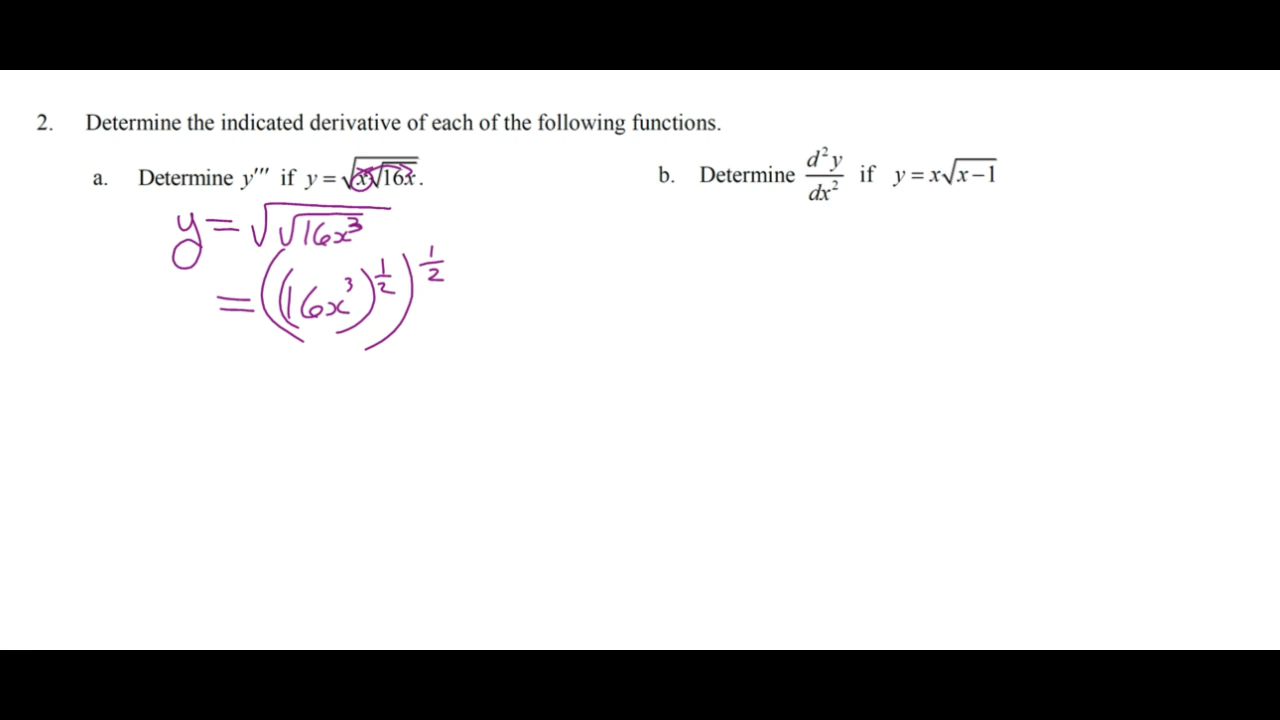 2. Determine the indicated derivative of each of the following functions.
a. Determine y''' if y = √(x√(16x)).
b. Determine d²y/dx² if y = x√(x−1)
y = √(√(16x³))
= ((16x³)^(1/2))^(1/2)